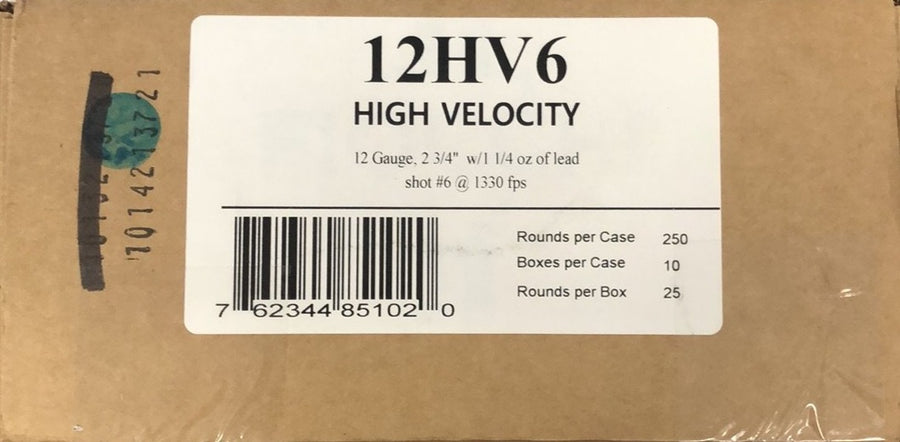 12HV6
HIGH VELOCITY
12 Gauge, 2 3/4" w/1 1/4 oz of lead
shot #6 @ 1330 fps
Rounds per Case 250
Boxes per Case 10
Rounds per Box 25
7 62344 85102 0
1014213721